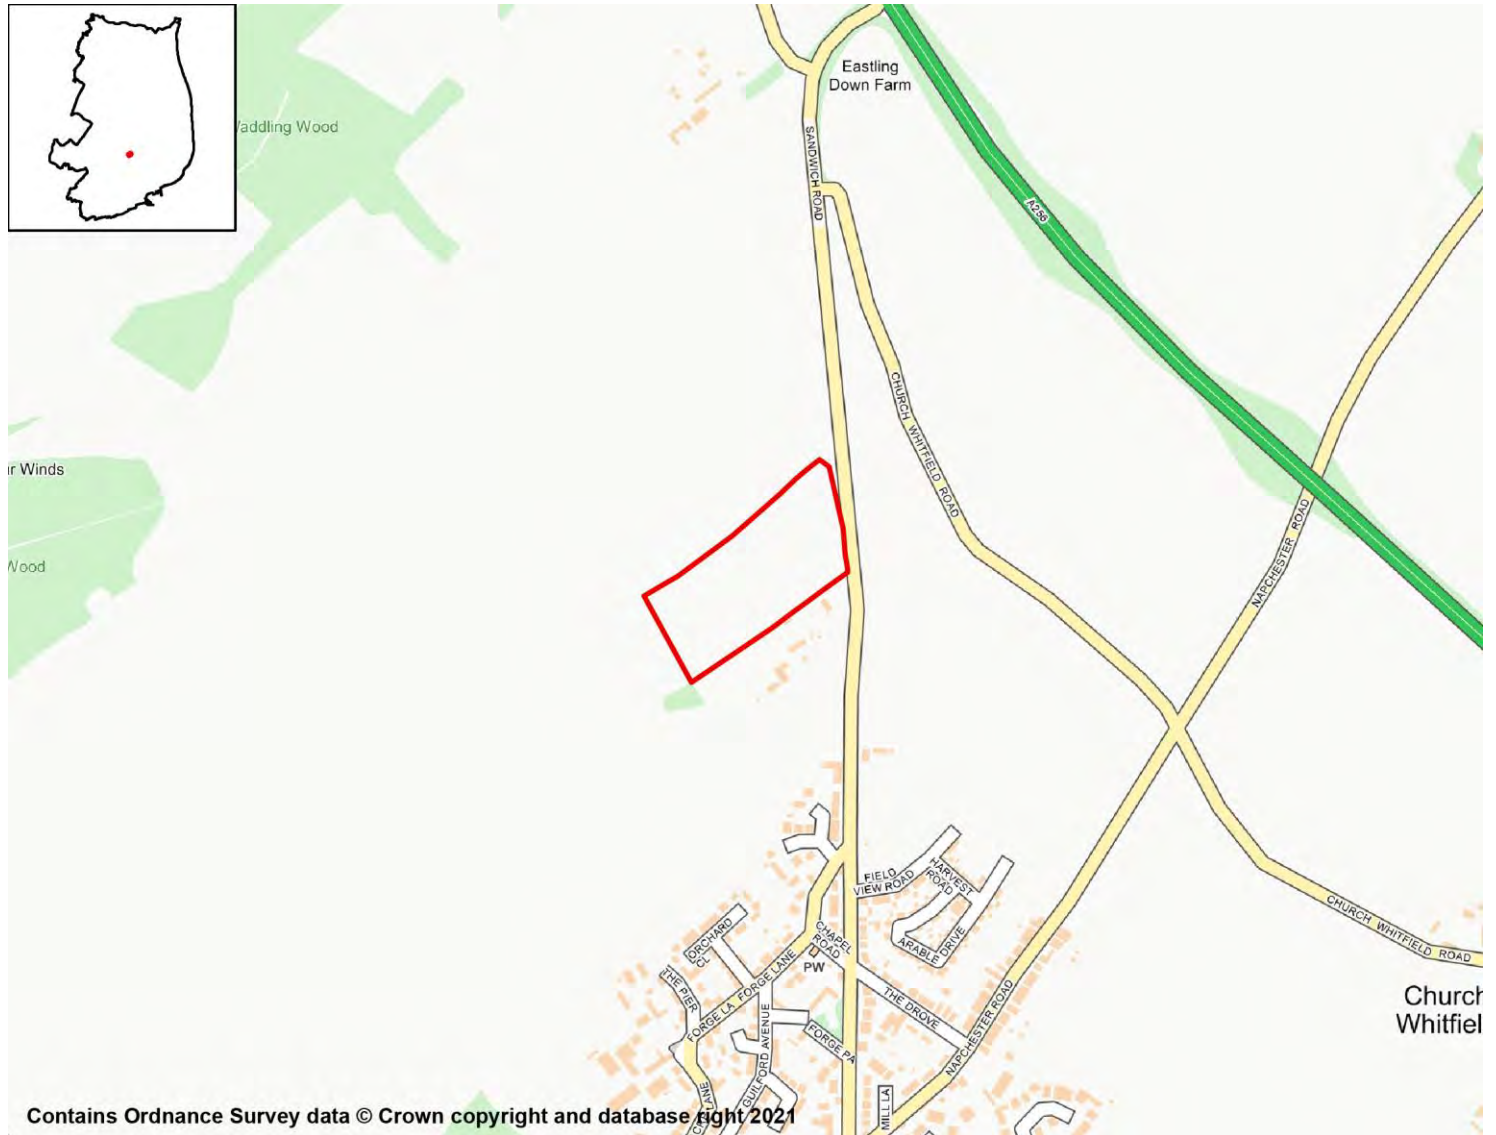 Eastling
Down Farm
Waddling Wood
SANDWICH ROAD
A256
CHURCH WHITFIELD ROAD
r Winds
Wood
NAPCHESTER ROAD
FIELD
VIEW ROAD
HARVEST
ROAD
ARABLE DRIVE
CHAPEL
ROAD
PW
ORCHARD
CL
THE PIER
FORGE LA
FORGE LANE
THE DROVE
FORGE PA
GUILFORD AVENUE
NAPCHESTER ROAD
MILL LA
LANE
CHURCH WHITFIELD ROAD
Church
Whitfiel
Contains Ordnance Survey data © Crown copyright and database right 2021